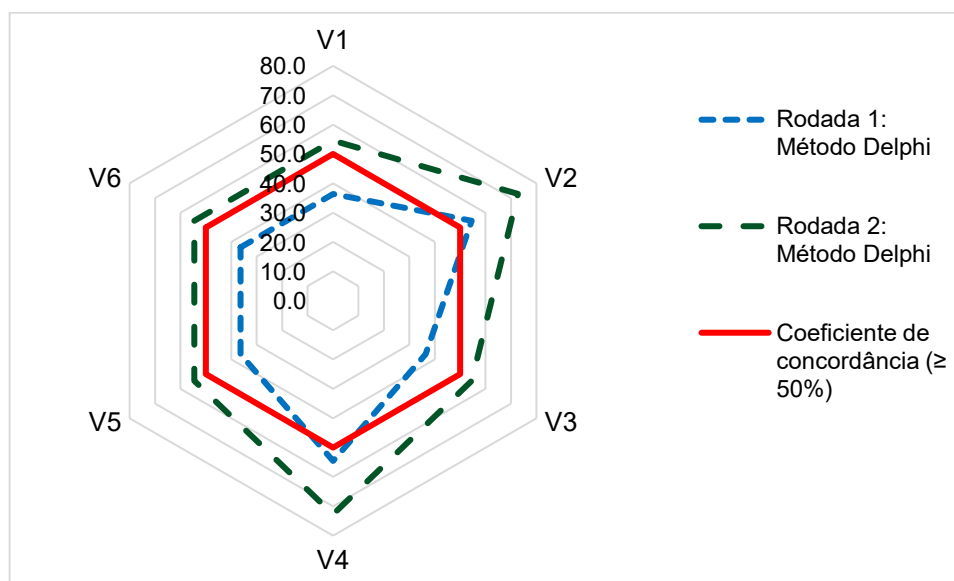 V1
80.0
70.0
60.0
50.0
40.0
30.0
20.0
10.0
0.0
V2
V3
V4
V5
V6
Rodada 1:
Método Delphi
Rodada 2:
Método Delphi
Coeficiente de
concordância (≥
50%)